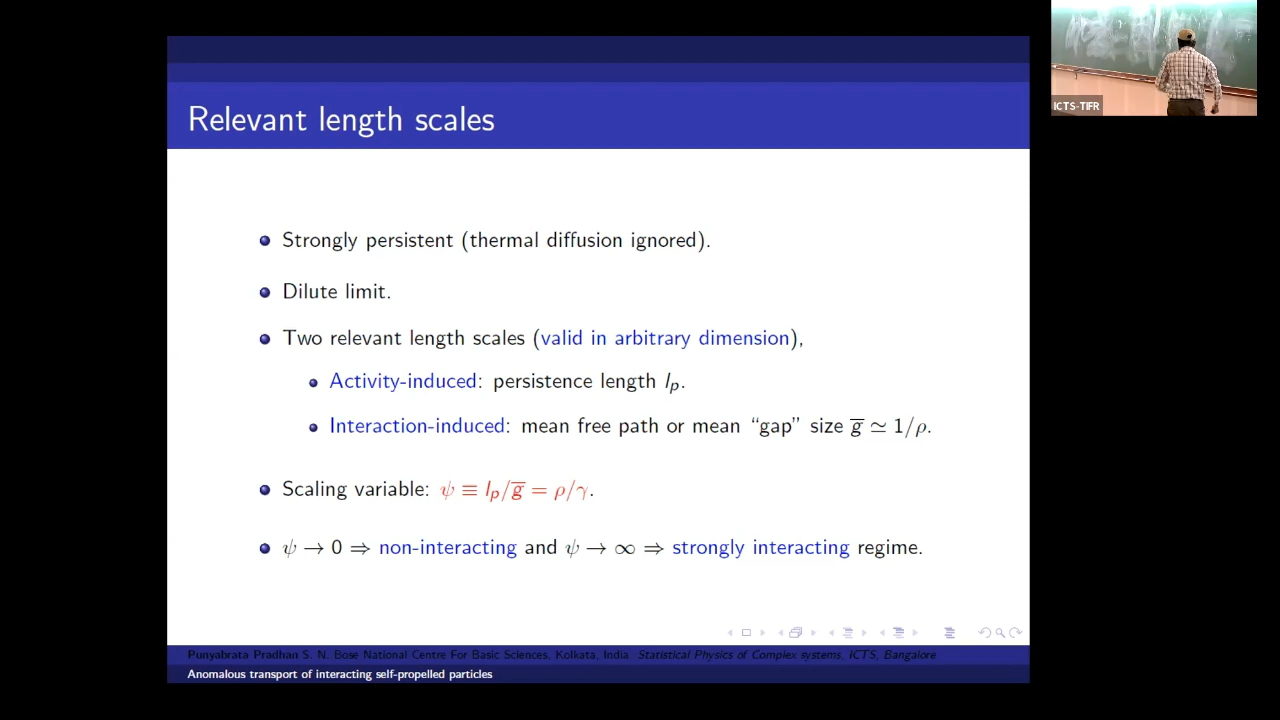 Relevant length scales
Strongly persistent (thermal diffusion ignored).
Dilute limit.
Two relevant length scales (valid in arbitrary dimension),
Activity-induced: persistence length lₚ.
Interaction-induced: mean free path or mean “gap” size g̅ ≃ 1/ρ.
Scaling variable: ψ ≡ lₚ/g̅ = ρ/γ.
ψ → 0 ⇒ non-interacting and ψ → ∞ ⇒ strongly interacting regime.
Punyabrata Pradhan S. N. Bose National Centre For Basic Sciences, Kolkata, India Statistical Physics of Complex systems, ICTS, Bangalore
Anomalous transport of interacting self-propelled particles
ICTS-TIFR